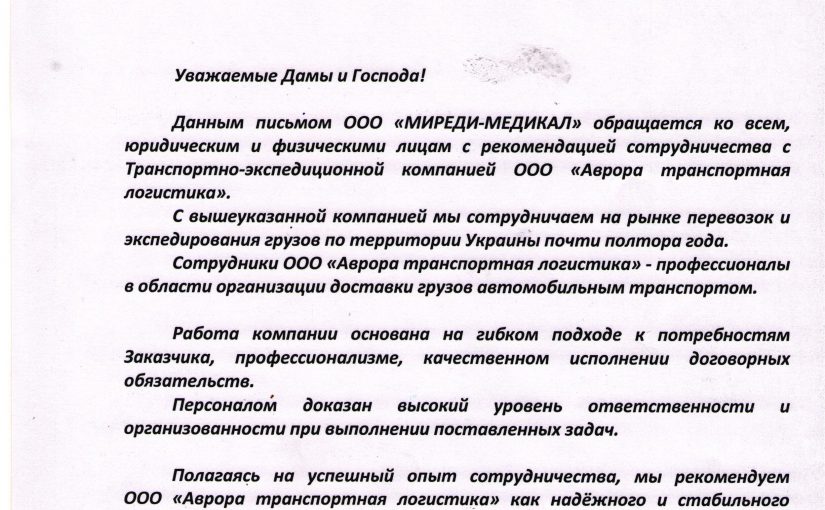 Уважаемые Дамы и Господа!
Данным письмом ООО «МИРЕДИ-МЕДИКАЛ» обращается ко всем,
юридическим и физическими лицам с рекомендацией сотрудничества с
Транспортно-экспедиционной компанией ООО «Аврора транспортная
логистика».
С вышеуказанной компанией мы сотрудничаем на рынке перевозок и
экспедирования грузов по территории Украины почти полтора года.
Сотрудники ООО «Аврора транспортная логистика» - профессионалы
в области организации доставки грузов автомобильным транспортом.
Работа компании основана на гибком подходе к потребностям
Заказчика, профессионализме, качественном исполнении договорных
обязательств.
Персоналом доказан высокий уровень ответственности и
организованности при выполнении поставленных задач.
Полагаясь на успешный опыт сотрудничества, мы рекомендуем
ООО «Аврора транспортная логистика» как надёжного и стабильного